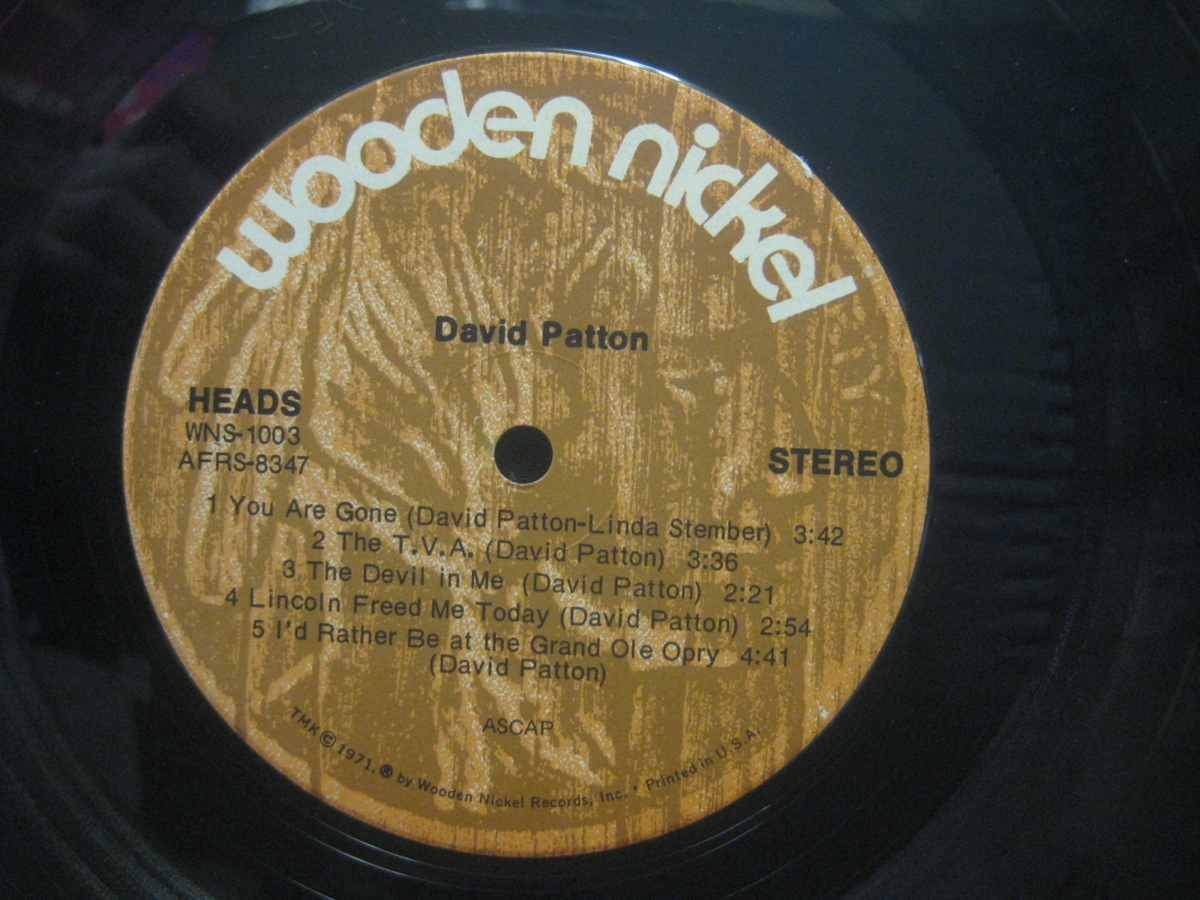 wooden nickel
David Patton
HEADS
WNS-1003
AFRS-8347
STEREO
1 You Are Gone (David Patton-Linda Stember) 3:42
2 The T.V.A. (David Patton) 3:36
3 The Devil in Me (David Patton) 2:21
4 Lincoln Freed Me Today (David Patton) 2:54
5 I'd Rather Be at the Grand Ole Opry 4:41
(David Patton)
ASCAP
TMK © 1971. ® by Wooden Nickel Records, Inc. • Printed in U.S.A.